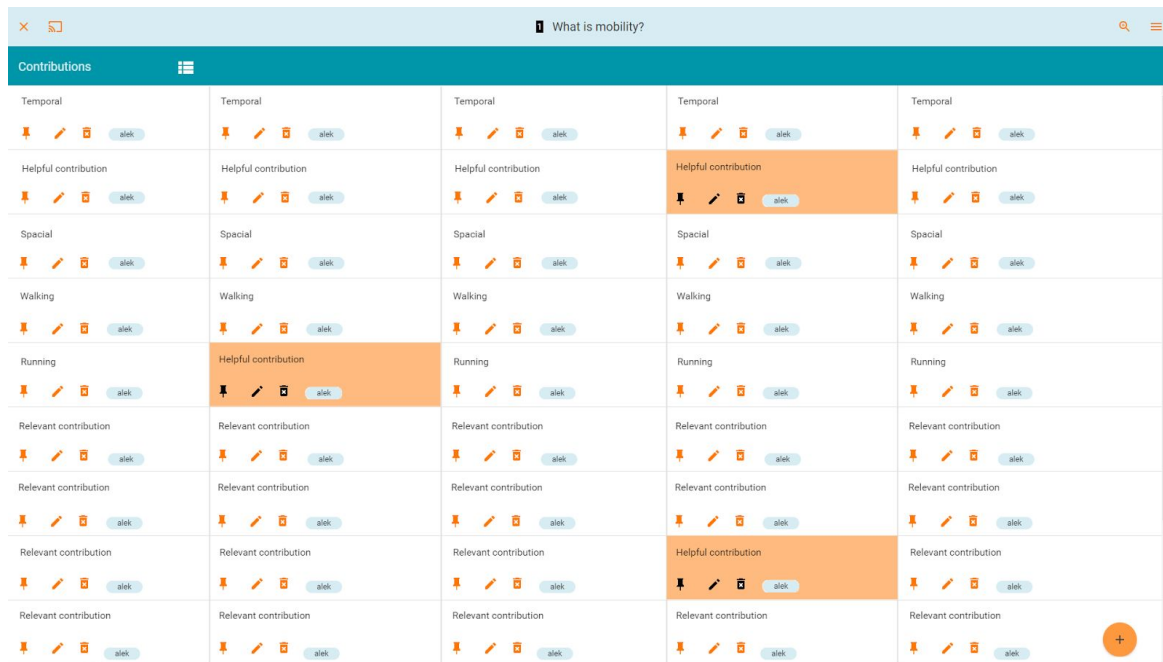 1 What is mobility?
Contributions
Temporal Temporal Temporal Temporal Temporal
alek alek alek alek alek
Helpful contribution Helpful contribution Helpful contribution Helpful contribution Helpful contribution
alek alek alek alek alek
Spacial Spacial Spacial Spacial Spacial
alek alek alek alek alek
Walking Walking Walking Walking Walking
alek alek alek alek alek
Running Helpful contribution Running Running Running
alek alek alek alek alek
Relevant contribution Relevant contribution Relevant contribution Relevant contribution Relevant contribution
alek alek alek alek alek
Relevant contribution Relevant contribution Relevant contribution Relevant contribution Relevant contribution
alek alek alek alek alek
Relevant contribution Relevant contribution Relevant contribution Helpful contribution Relevant contribution
alek alek alek alek alek
Relevant contribution Relevant contribution Relevant contribution Relevant contribution Relevant contribution
alek alek alek alek alek